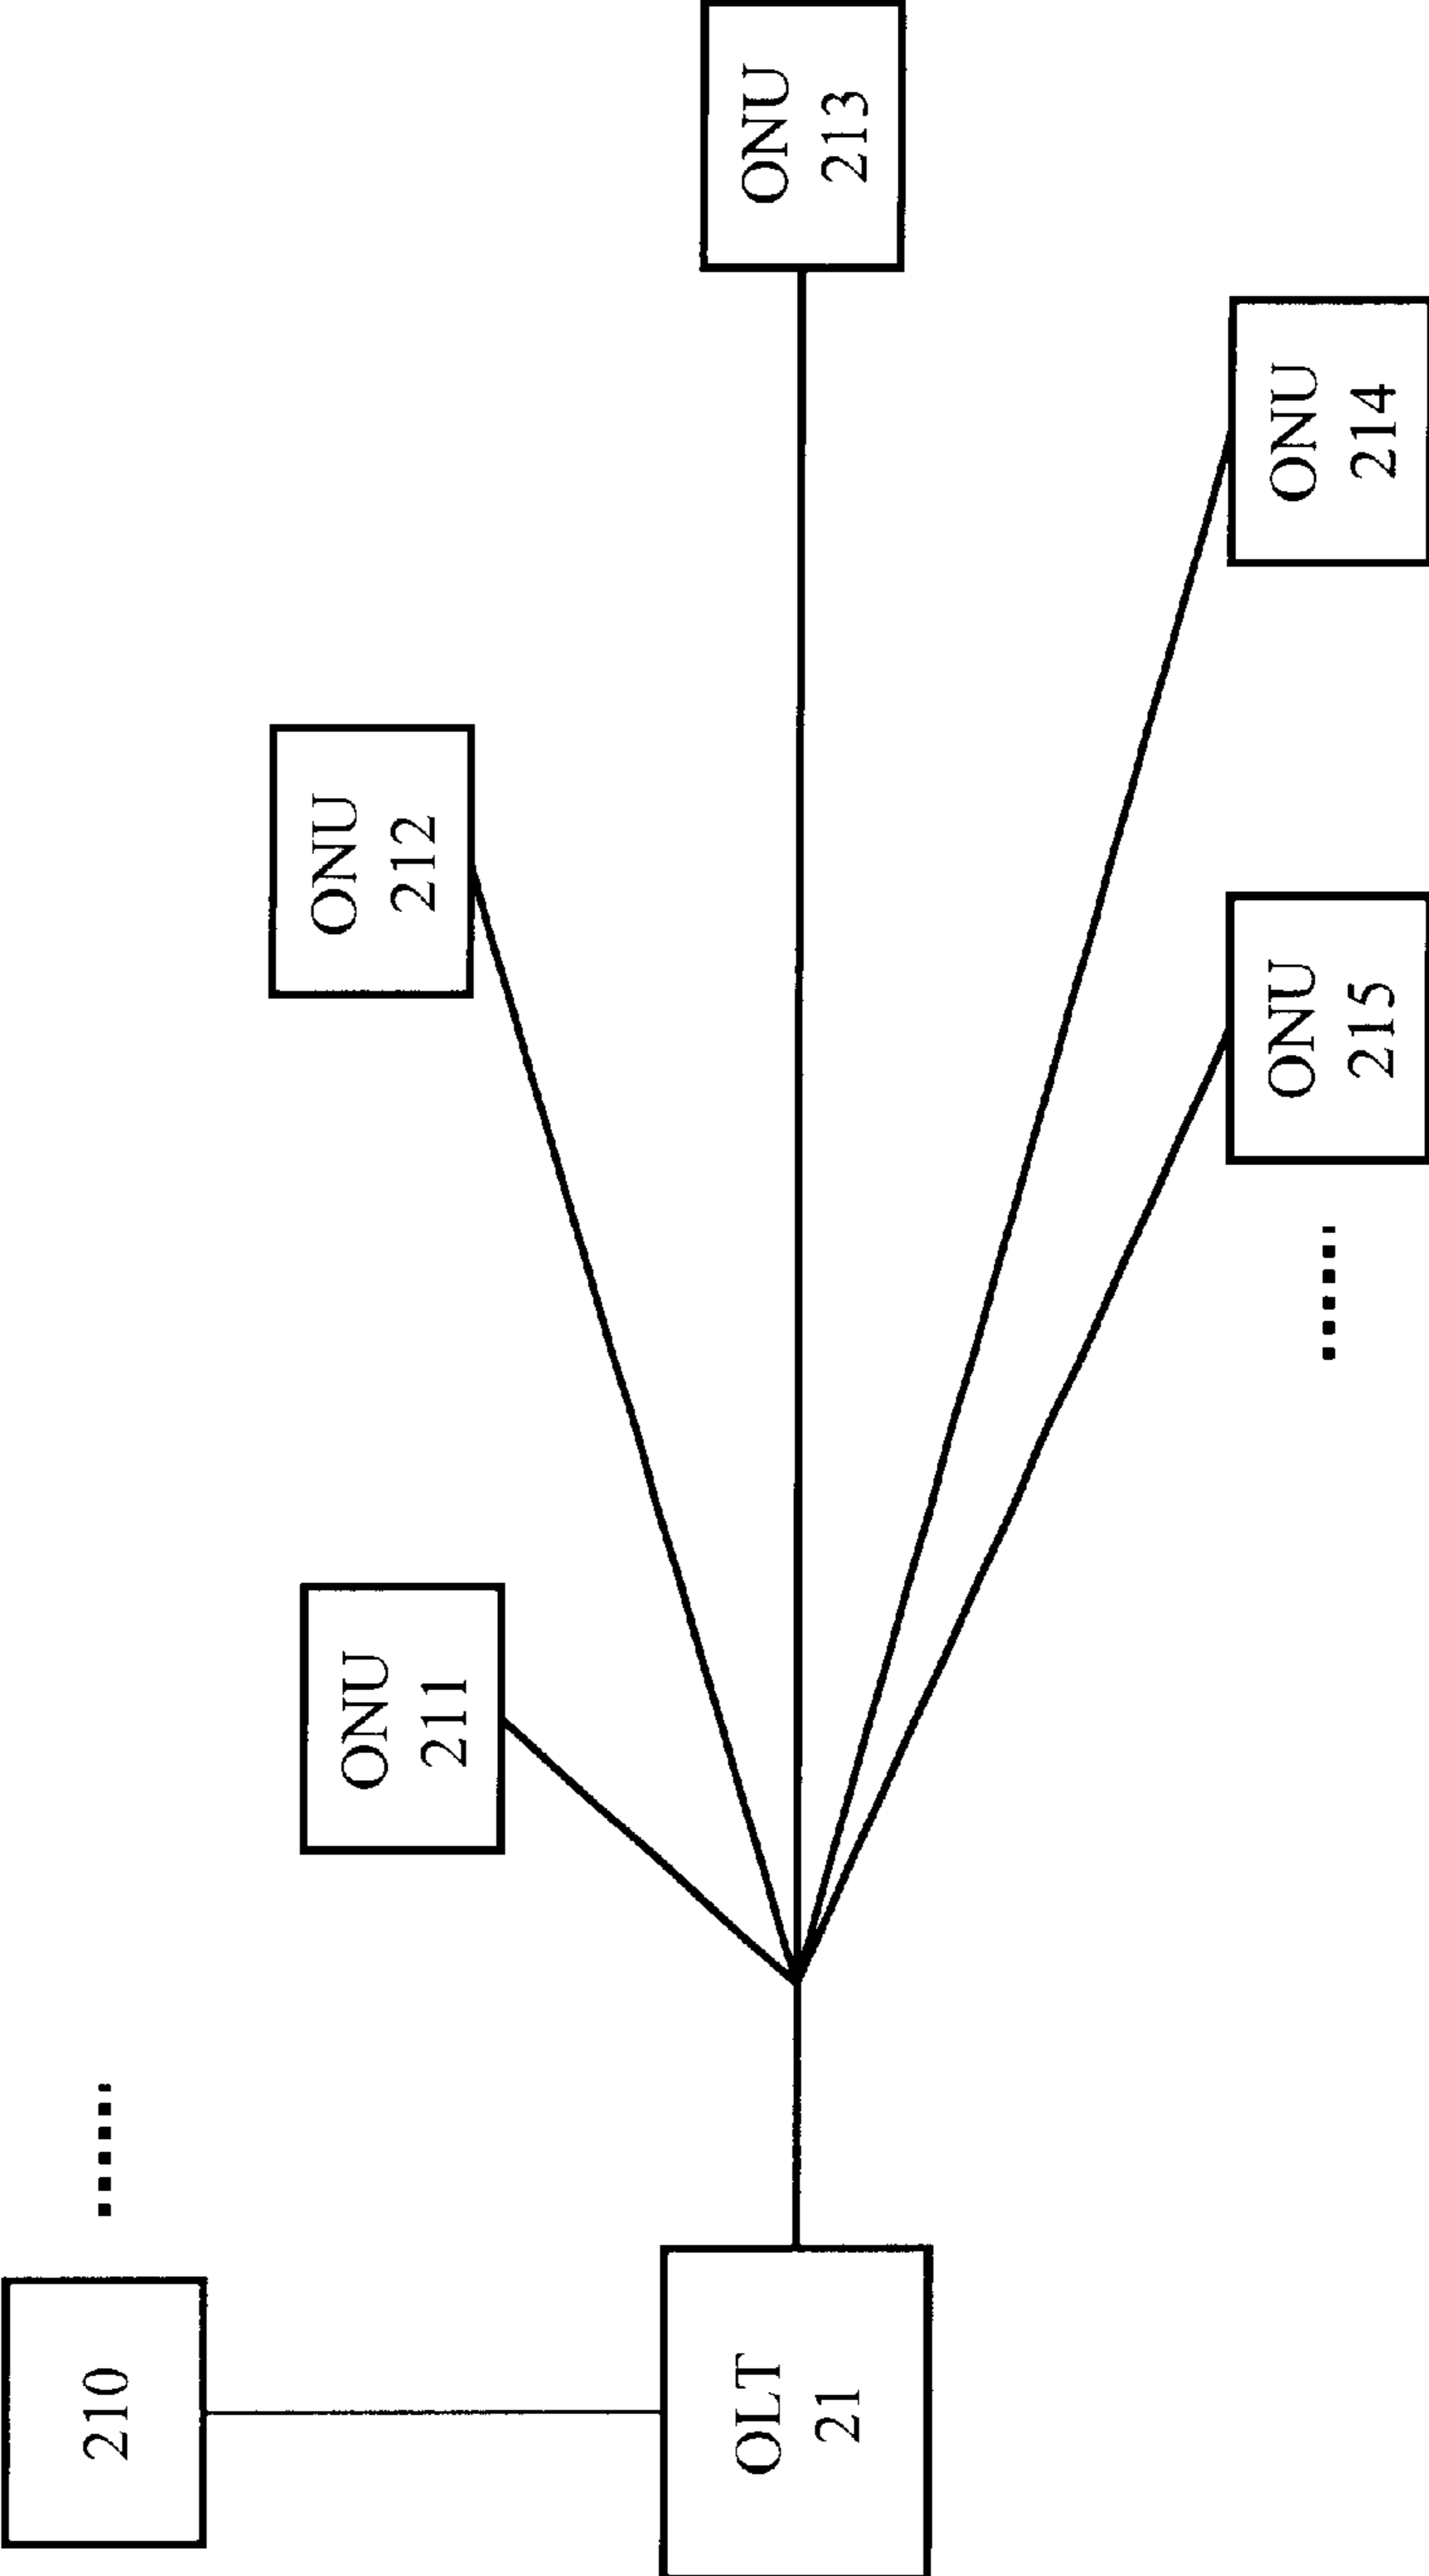 210
......
OLT
21
ONU
211
ONU
212
ONU
213
ONU
214
ONU
215
......